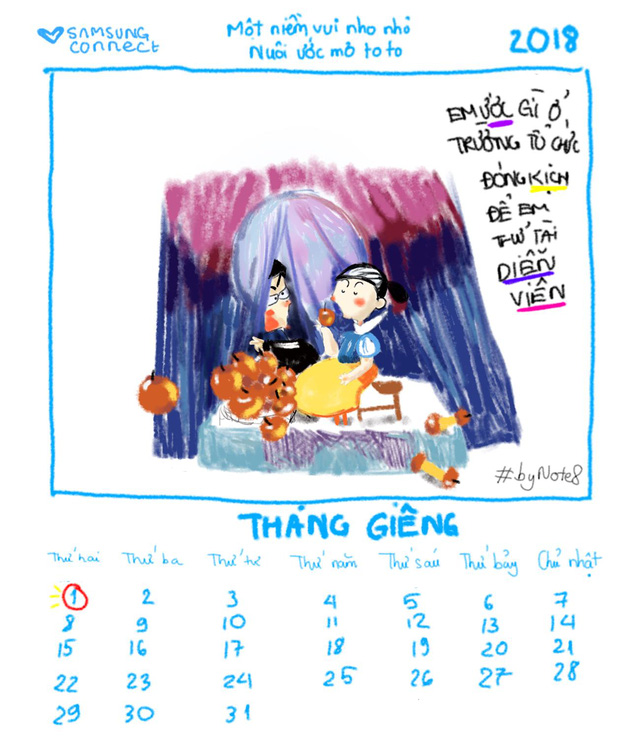 SAMSUNG
connect
Một niềm vui nho nhỏ
Nuôi ước mơ to to
2018
EM ƯỚC GÌ Ở
TRƯỜNG TỔ CHỨC
ĐÓNG KỊCH
ĐỂ EM
THỬ TÀI
DIỄN
VIÊN
#byNote8
THÁNG GIÊNG
Thứ hai Thứ ba Thứ tư Thứ năm Thứ sáu Thứ bảy Chủ nhật
1 2 3 4 5 6 7
8 9 10 11 12 13 14
15 16 17 18 19 20 21
22 23 24 25 26 27 28
29 30 31